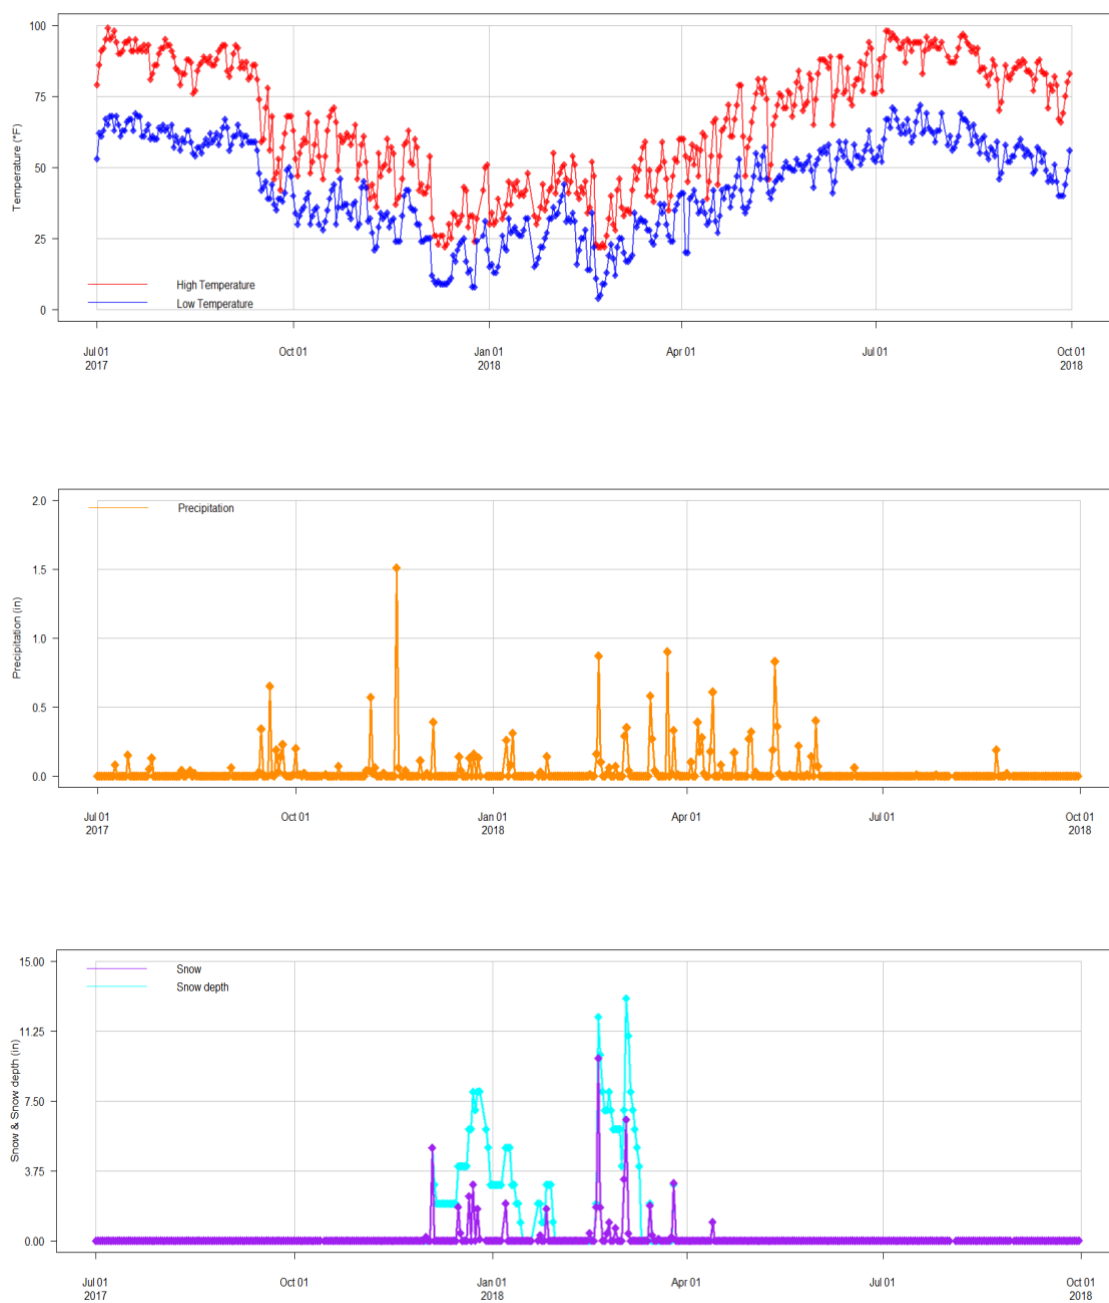 Temperature (°F)
100
75
50
25
0
High Temperature
Low Temperature
Jul 01 Oct 01 Jan 01 Apr 01 Jul 01 Oct 01
2017 2018 2018
Precipitation (in)
2.0
1.5
1.0
0.5
0.0
Precipitation
Jul 01 Oct 01 Jan 01 Apr 01 Jul 01 Oct 01
2017 2018 2018
Snow & Snow depth (in)
15.00
11.25
7.50
3.75
0.00
Snow
Snow depth
Jul 01 Oct 01 Jan 01 Apr 01 Jul 01 Oct 01
2017 2018 2018